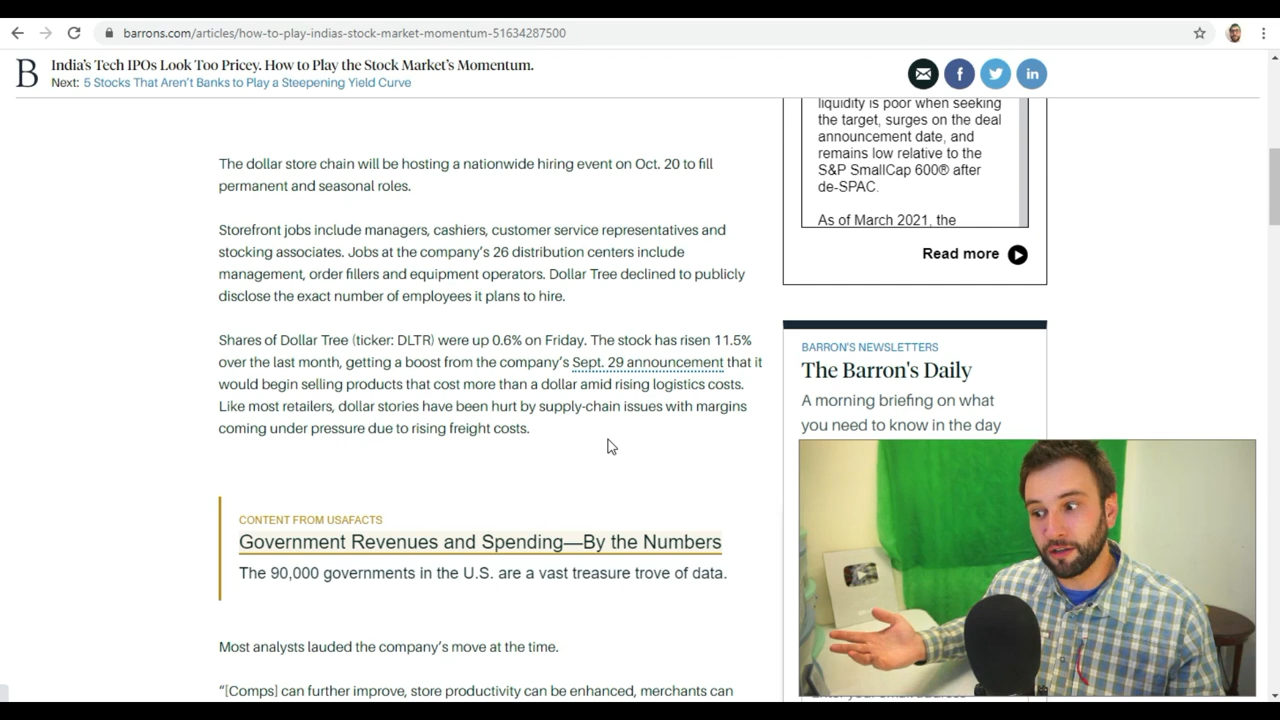 barrons.com/articles/how-to-play-indias-stock-market-momentum-51634287500
B
India's Tech IPOs Look Too Pricey. How to Play the Stock Market's Momentum.
Next: 5 Stocks That Aren't Banks to Play a Steepening Yield Curve
The dollar store chain will be hosting a nationwide hiring event on Oct. 20 to fill
permanent and seasonal roles.
Storefront jobs include managers, cashiers, customer service representatives and
stocking associates. Jobs at the company's 26 distribution centers include
management, order fillers and equipment operators. Dollar Tree declined to publicly
disclose the exact number of employees it plans to hire.
Shares of Dollar Tree (ticker: DLTR) were up 0.6% on Friday. The stock has risen 11.5%
over the last month, getting a boost from the company's Sept. 29 announcement that it
would begin selling products that cost more than a dollar amid rising logistics costs.
Like most retailers, dollar stories have been hurt by supply-chain issues with margins
coming under pressure due to rising freight costs.
CONTENT FROM USAFACTS
Government Revenues and Spending—By the Numbers
The 90,000 governments in the U.S. are a vast treasure trove of data.
Most analysts lauded the company's move at the time.
"[Comps] can further improve, store productivity can be enhanced, merchants can
liquidity is poor when seeking
the target, surges on the deal
announcement date, and
remains low relative to the
S&P SmallCap 600® after
de-SPAC.
As of March 2021, the
Read more
BARRON'S NEWSLETTERS
The Barron's Daily
A morning briefing on what
you need to know in the day